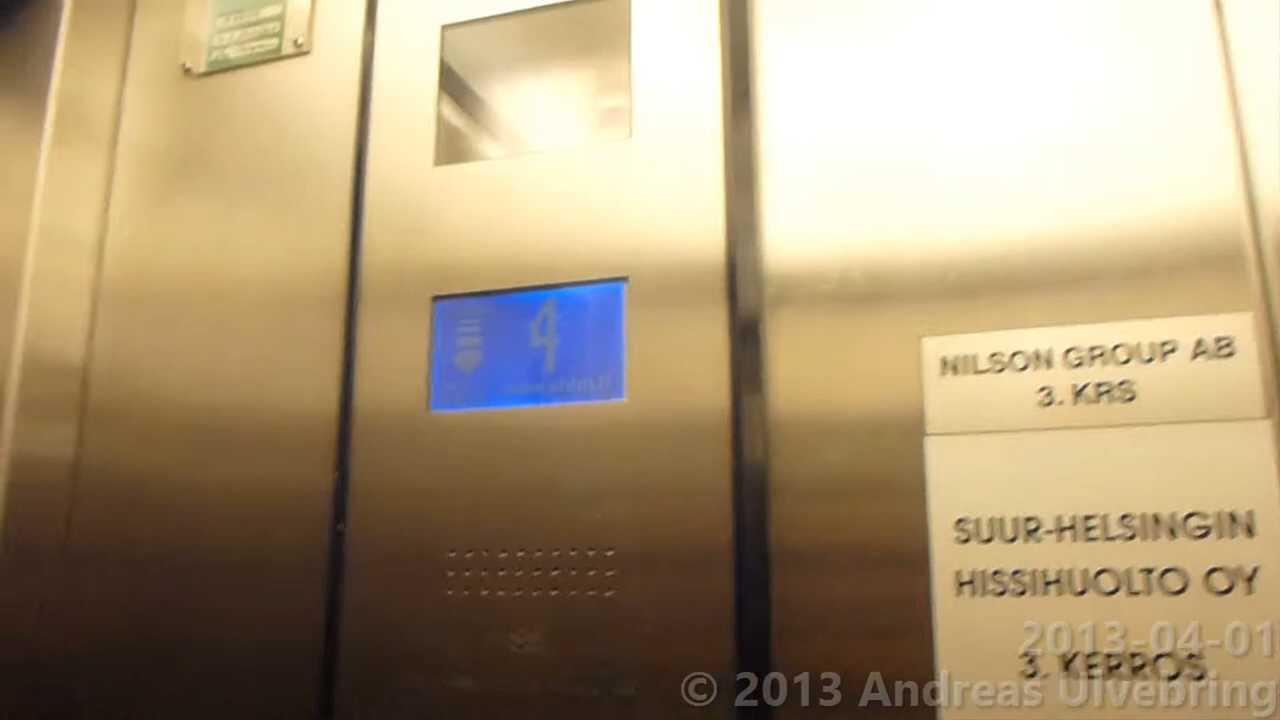 4
NILSON GROUP AB
3. KRS
SUUR-HELSINGIN
HISSIHUOLTO OY
3. KERROS
2013-04-01
© 2013 Andreas Ulvebring